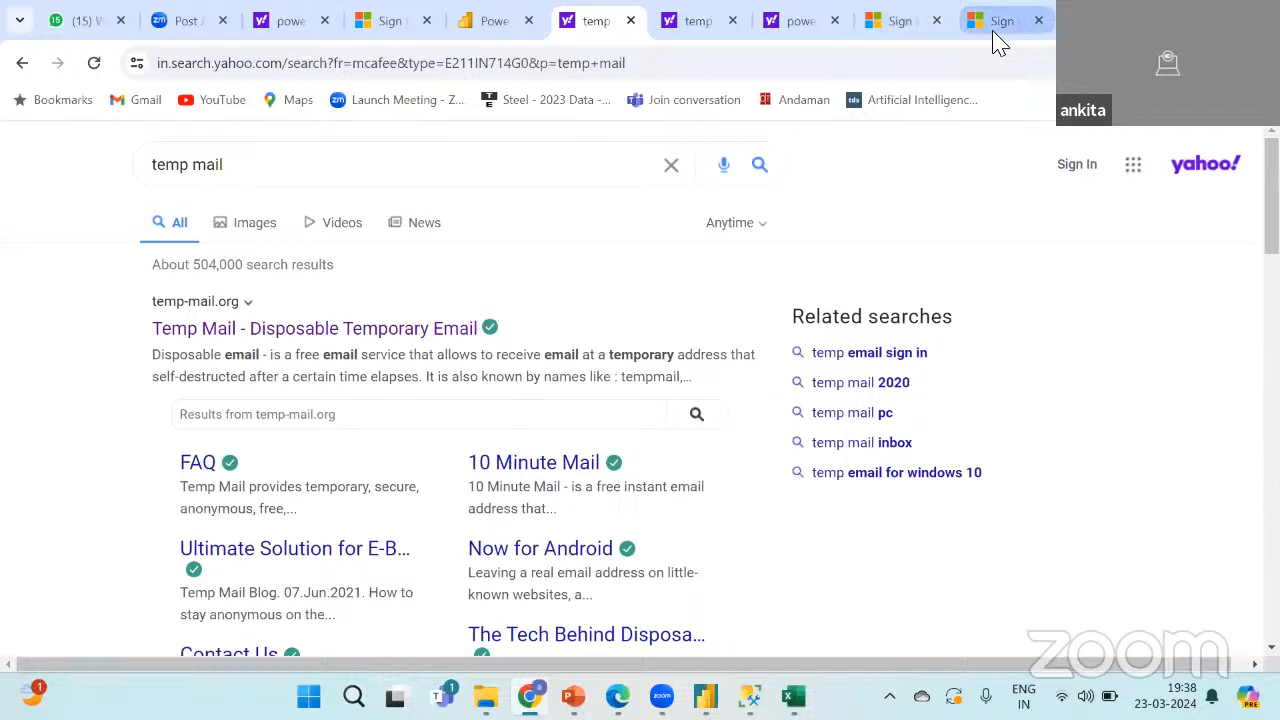 (15) W
Post
powe
Sign
Powe
temp
temp
powe
Sign i
Sign
in.search.yahoo.com/search?fr=mcafee&type=E211IN714G0&p=temp+mail
Bookmarks
Gmail
YouTube
Maps
Launch Meeting - Z...
Steel - 2023 Data -...
Join conversation
Andaman
Artificial Intelligenc...
ankita
temp mail
Sign In
yahoo!
All
Images
Videos
News
Anytime
About 504,000 search results
temp-mail.org
Temp Mail - Disposable Temporary Email
Disposable email - is a free email service that allows to receive email at a temporary address that
self-destructed after a certain time elapses. It is also known by names like : tempmail,...
Results from temp-mail.org
FAQ
Temp Mail provides temporary, secure,
anonymous, free,...
Ultimate Solution for E-B...
Temp Mail Blog. 07.Jun.2021. How to
stay anonymous on the...
Contact Us
10 Minute Mail
10 Minute Mail - is a free instant email
address that...
Now for Android
Leaving a real email address on little-
known websites, a...
The Tech Behind Disposa...
Related searches
temp email sign in
temp mail 2020
temp mail pc
temp mail inbox
temp email for windows 10
zoom
ENG
IN
19:38
23-03-2024